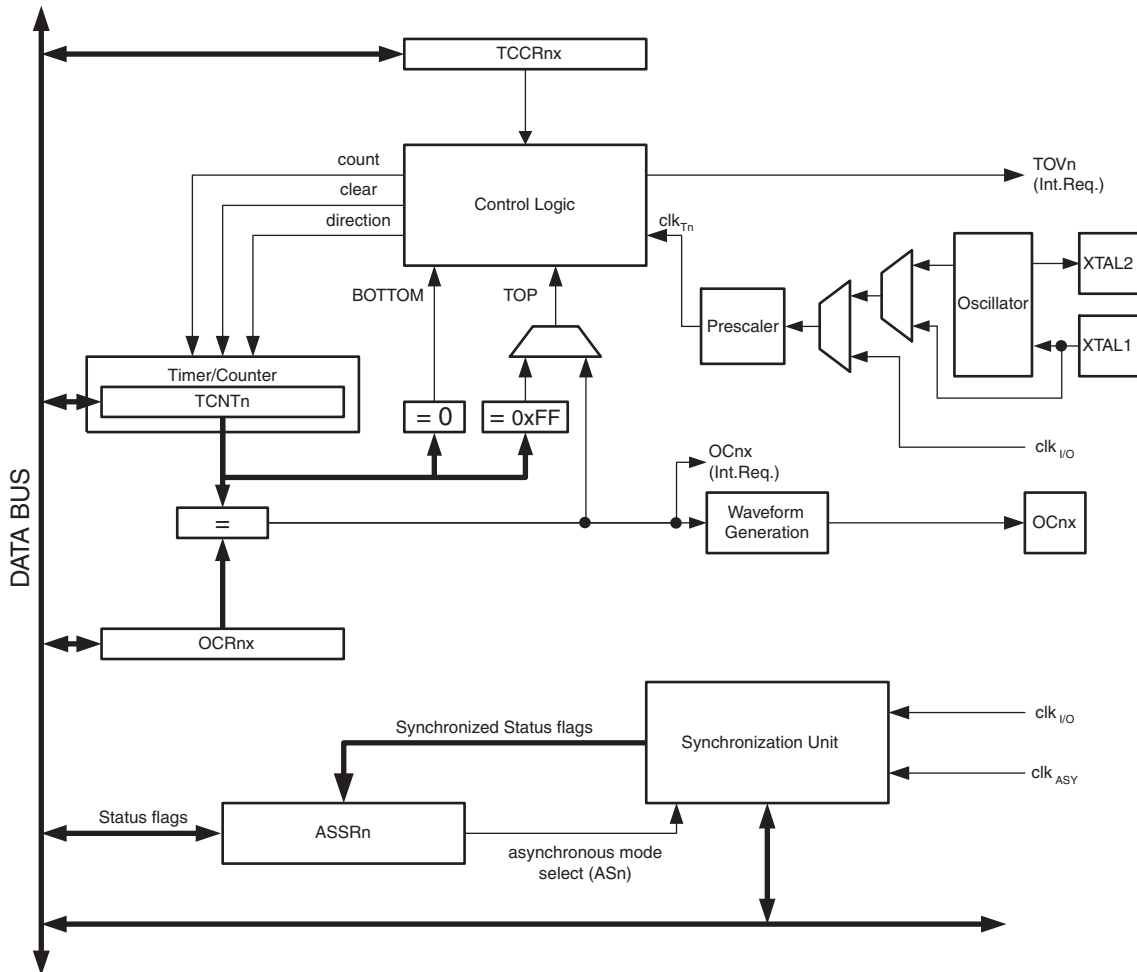 TCCRnx
count
clear
direction
Control Logic
TOVn
(Int.Req.)
clkTn
BOTTOM
TOP
Prescaler
Oscillator
XTAL2
XTAL1
Timer/Counter
TCNTn
= 0
= 0xFF
clkI/O
OCnx
(Int.Req.)
=
Waveform
Generation
OCnx
DATA BUS
OCRnx
Synchronized Status flags
Synchronization Unit
clkI/O
clkASY
Status flags
ASSRn
asynchronous mode
select (ASn)